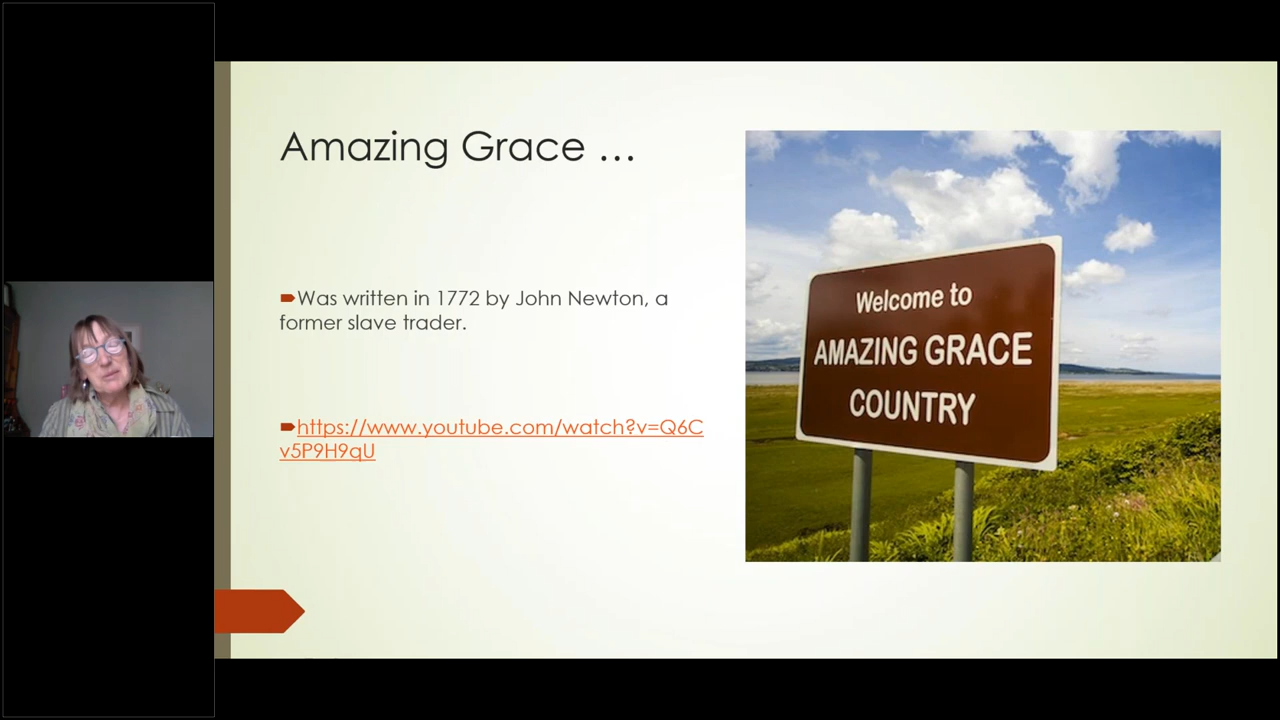 Amazing Grace ...
Was written in 1772 by John Newton, a
former slave trader.
https://www.youtube.com/watch?v=Q6C
v5P9H9qU
Welcome to
AMAZING GRACE
COUNTRY